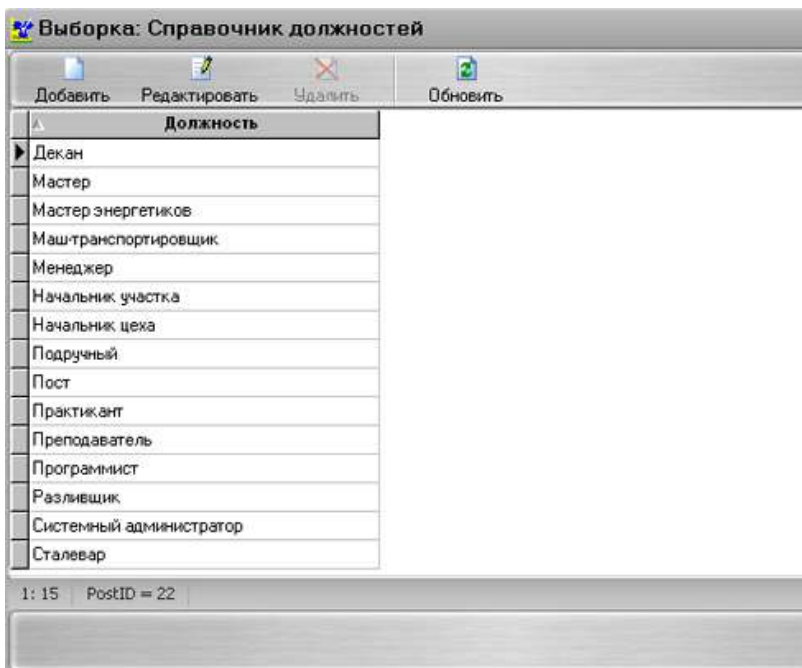 Выборка: Справочник должностей
Добавить Редактировать Удалить Обновить
Должность
Декан
Мастер
Мастер энергетиков
Маш-транспортировщик
Менеджер
Начальник участка
Начальник цеха
Подручный
Пост
Практикант
Преподаватель
Программист
Разливщик
Системный администратор
Сталевар
1: 15 PostID = 22